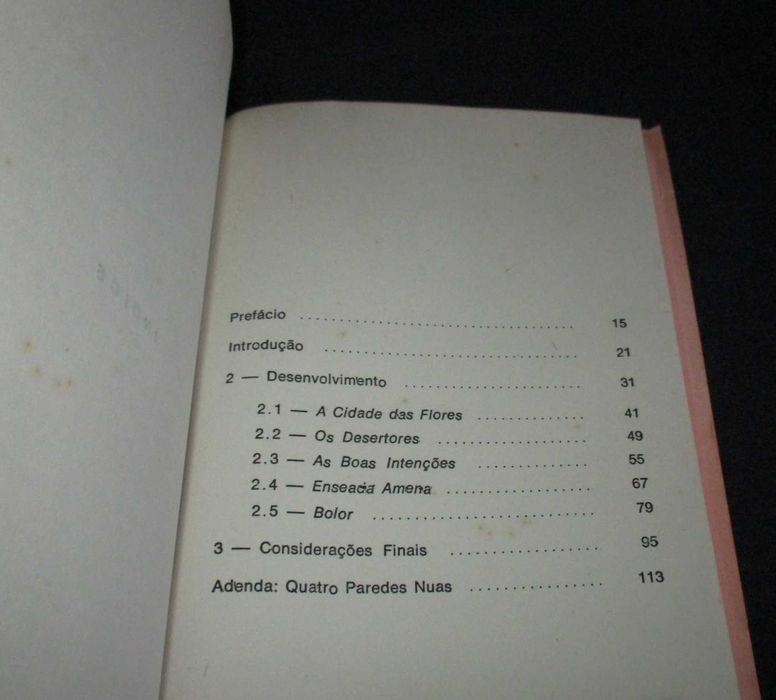 Prefácio .................................. 15
Introdução ............................... 21
2 — Desenvolvimento ...................... 31
2.1 — A Cidade das Flores ............. 41
2.2 — Os Desertores ................... 49
2.3 — As Boas Intenções .............. 55
2.4 — Enseada Amena .................. 67
2.5 — Bolor ............................ 79
3 — Considerações Finais .................. 95
Adenda: Quatro Paredes Nuas ................ 113